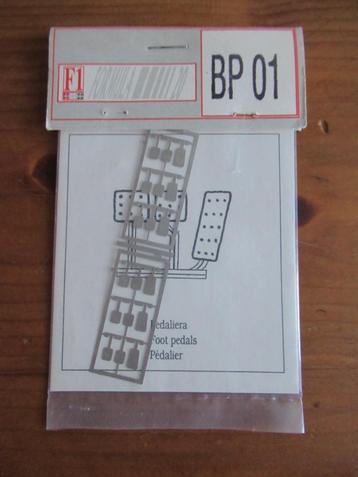 F1
BP 01
Pedaliera
Foot pedals
Pédalier